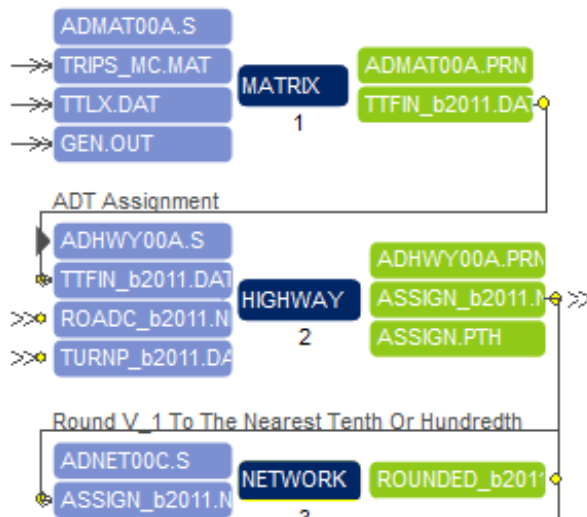 ADMAT00A.S
TRIPS_MC.MAT
TTLX.DAT
GEN.OUT
MATRIX
1
ADMAT00A.PRN
TTFIN_b2011.DAT
ADT Assignment
ADHWY00A.S
TTFIN_b2011.DAT
ROADC_b2011.N
TURNP_b2011.DA
HIGHWAY
2
ADHWY00A.PRN
ASSIGN_b2011.N
ASSIGN.PTH
Round V_1 To The Nearest Tenth Or Hundredth
ADNET00C.S
ASSIGN_b2011.N
NETWORK
3
ROUNDED_b2011